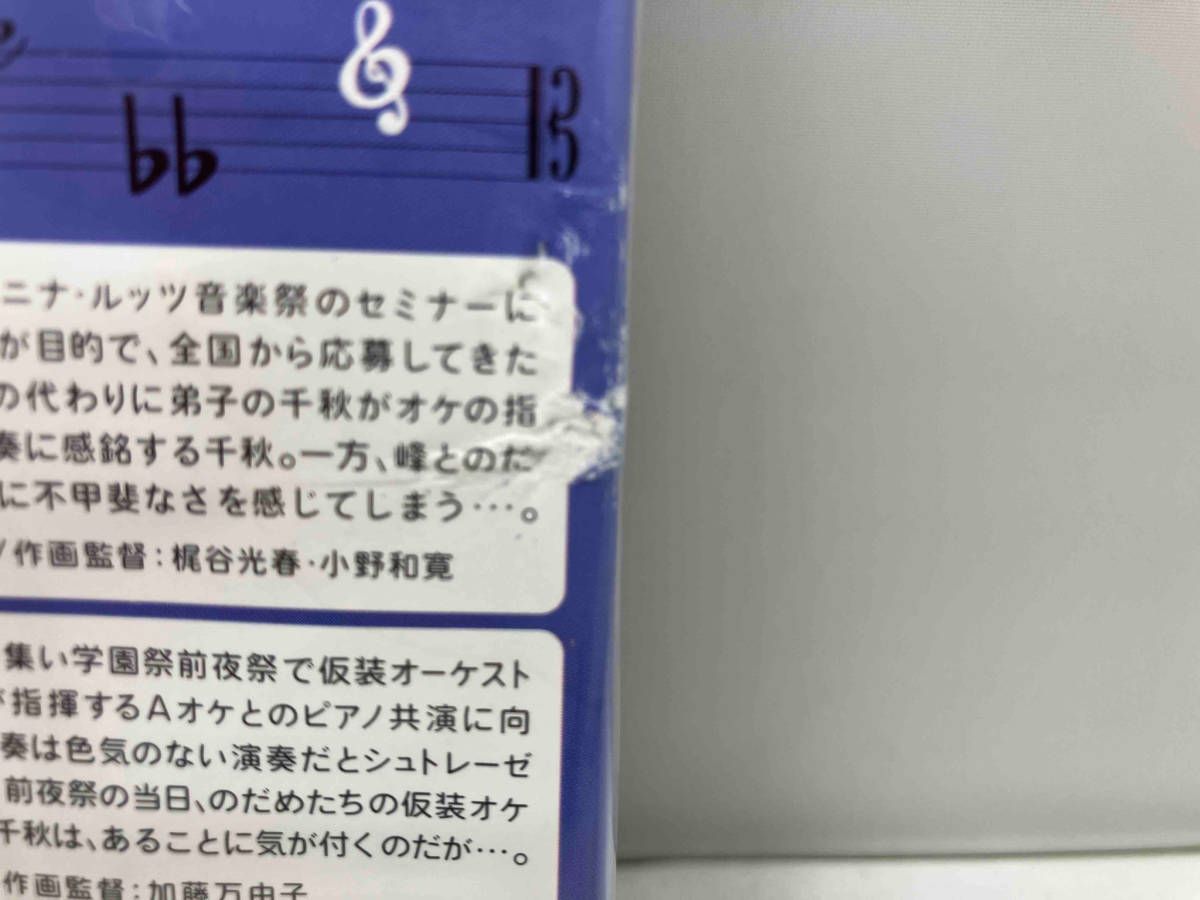 ニナ・ルッツ音楽祭のセミナーに
が目的で、全国から応募してきた
の代わりに弟子の千秋がオケの指
奏に感銘する千秋。一方、峰とのだ
に不甲斐なさを感じてしまう…。
/作画監督：梶谷光春・小野和寛
集い学園祭前夜祭で仮装オーケスト
が指揮するAオケとのピアノ共演に向
奏は色気のない演奏だとシュトレーゼ
前夜祭の当日、のだめたちの仮装オケ
千秋は、あることに気が付くのだが…。
作画監督：加藤万由子